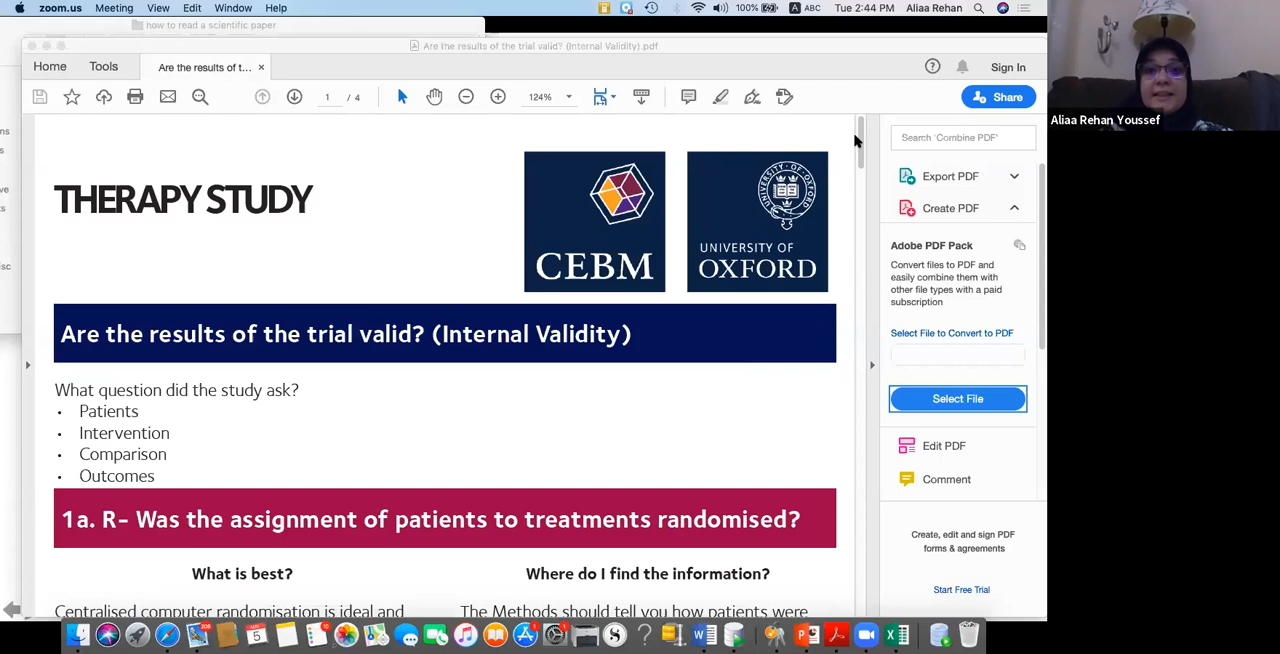 zoom.us Meeting View Edit Window Help
100% ABC Tue 2:44 PM Aliaa Rehan
how to read a scientific paper
Are the results of the trial valid? (Internal Validity).pdf
Home Tools Are the results of t... × Sign In
1 / 4 124% Share
Aliaa Rehan Youssef
THERAPY STUDY
CEBM
UNIVERSITY OF
OXFORD
Are the results of the trial valid? (Internal Validity)
What question did the study ask?
• Patients
• Intervention
• Comparison
• Outcomes
1a. R- Was the assignment of patients to treatments randomised?
What is best? Where do I find the information?
Centralised computer randomisation is ideal and The Methods should tell you how patients were
Search 'Combine PDF'
Export PDF
Create PDF
Adobe PDF Pack
Convert files to PDF and
easily combine them with
other file types with a paid
subscription
Select File to Convert to PDF
Select File
Edit PDF
Comment
Create, edit and sign PDF
forms & agreements
Start Free Trial